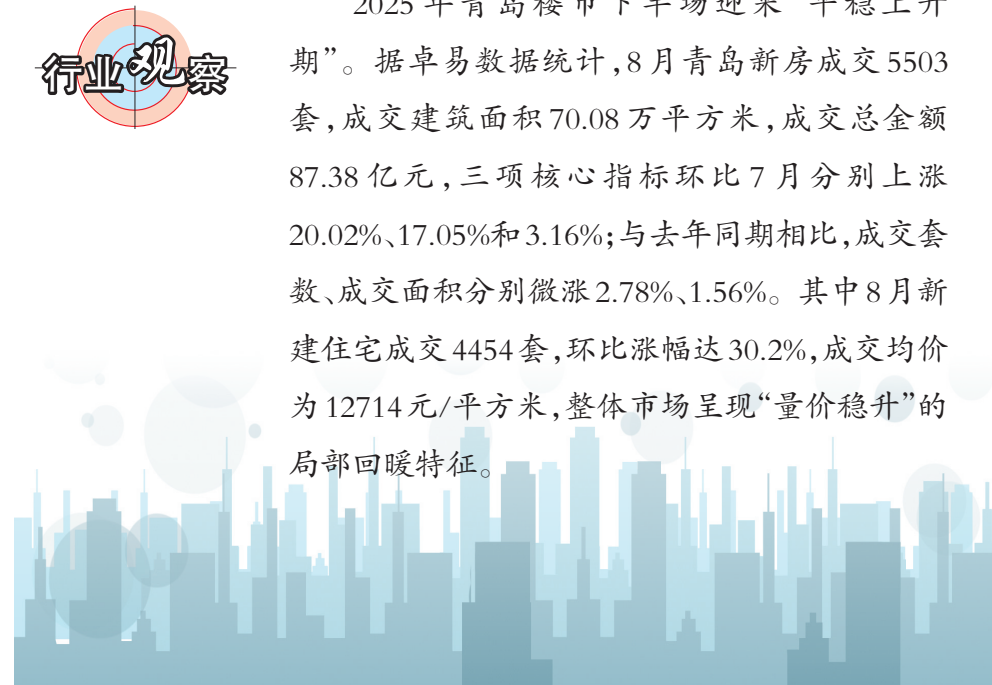 行业观察
2025年青岛楼市下半场迎来“平稳上升
期”。据卓易数据统计,8月青岛新房成交5503
套,成交建筑面积70.08万平方米,成交总金额
87.38亿元,三项核心指标环比7月分别上涨
20.02%、17.05%和3.16%;与去年同期相比,成交套
数、成交面积分别微涨2.78%、1.56%。其中8月新
建住宅成交4454套,环比涨幅达30.2%,成交均价
为12714元/平方米,整体市场呈现“量价稳升”的
局部回暖特征。